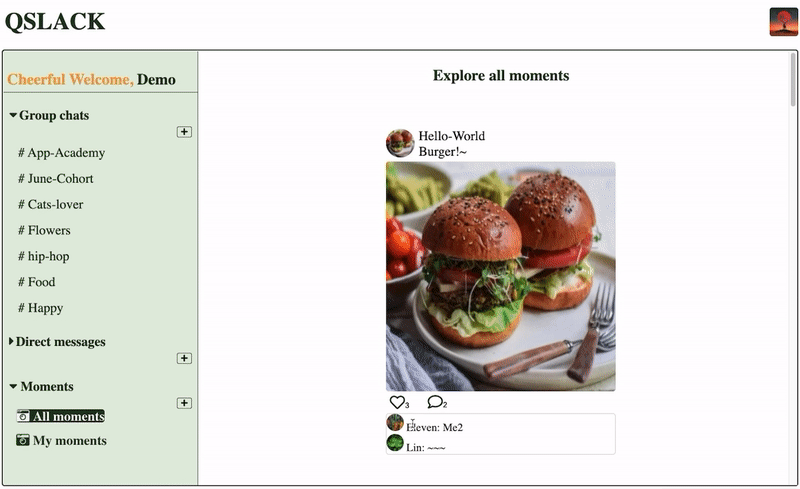 QSLACK
Cheerful Welcome, Demo
Group chats
+
# App-Academy
# June-Cohort
# Cats-lover
# Flowers
# hip-hop
# Food
# Happy
Direct messages
+
Moments
+
All moments
My moments
Explore all moments
Hello-World
Burger!~
3 2
Eleven: Me2
Lin: ~~~